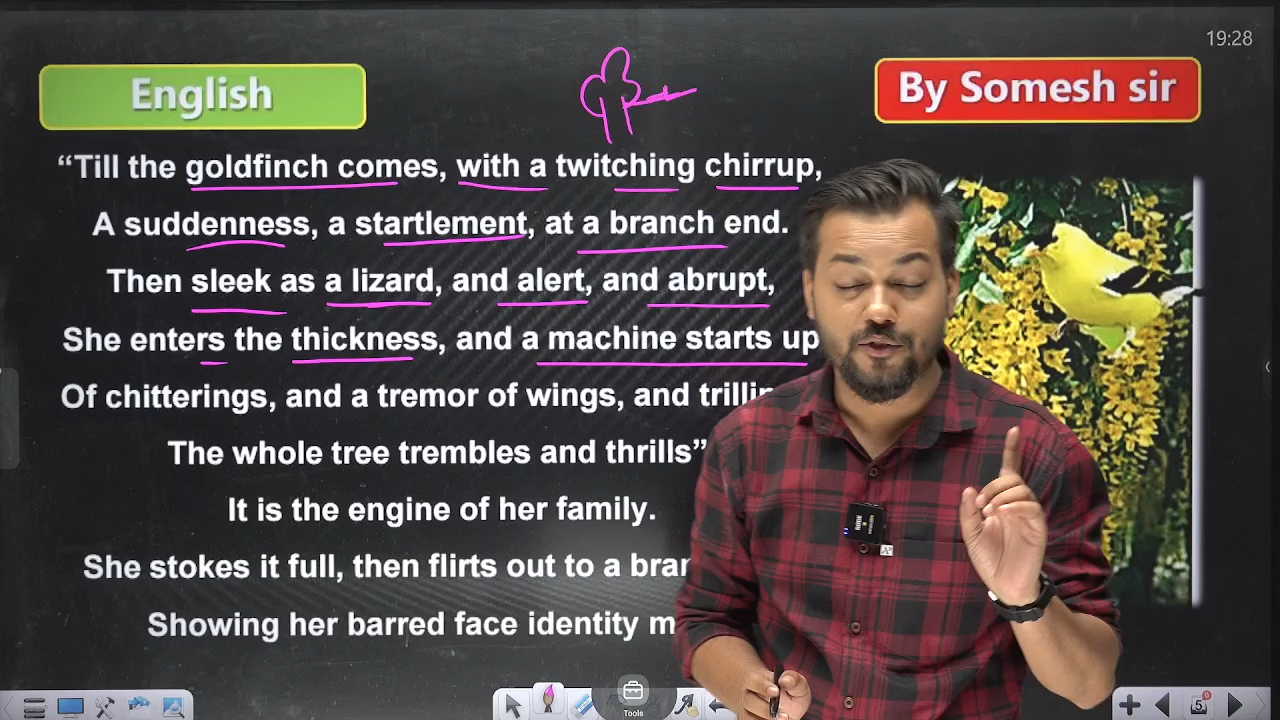 19:28
English
By Somesh sir
“Till the goldfinch comes, with a twitching chirrup,
A suddenness, a startlement, at a branch end.
Then sleek as a lizard, and alert, and abrupt,
She enters the thickness, and a machine starts up
Of chitterings, and a tremor of wings, and
The whole tree trembles and thrills”
It is the engine of her family.
She stokes it full, then flirts out to a
Showing her barred face identity
Tools
5